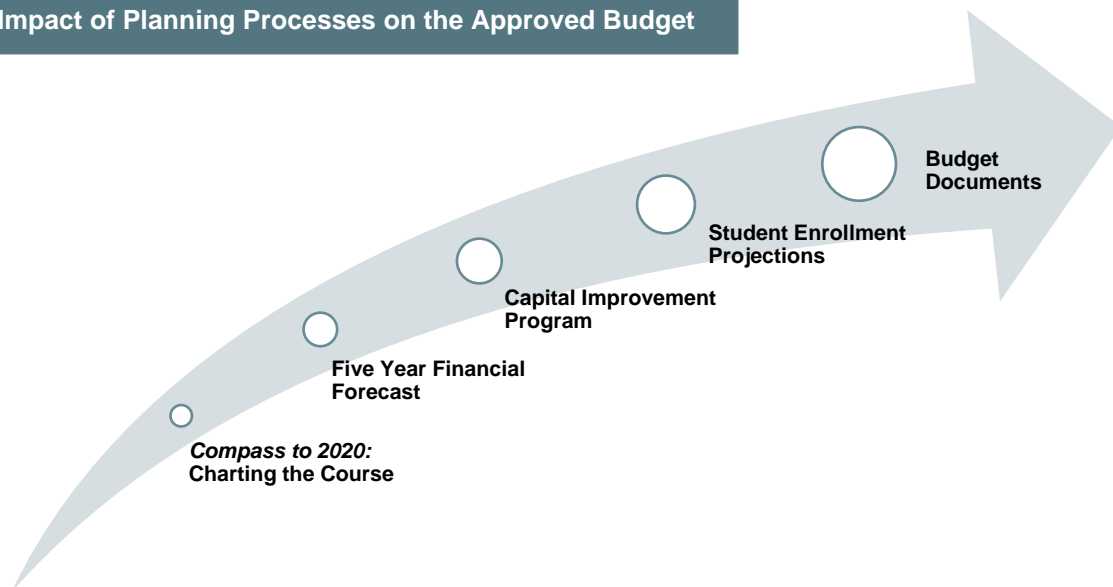 Impact of Planning Processes on the Approved Budget
Budget
Documents
Student Enrollment
Projections
Capital Improvement
Program
Five Year Financial
Forecast
Compass to 2020:
Charting the Course